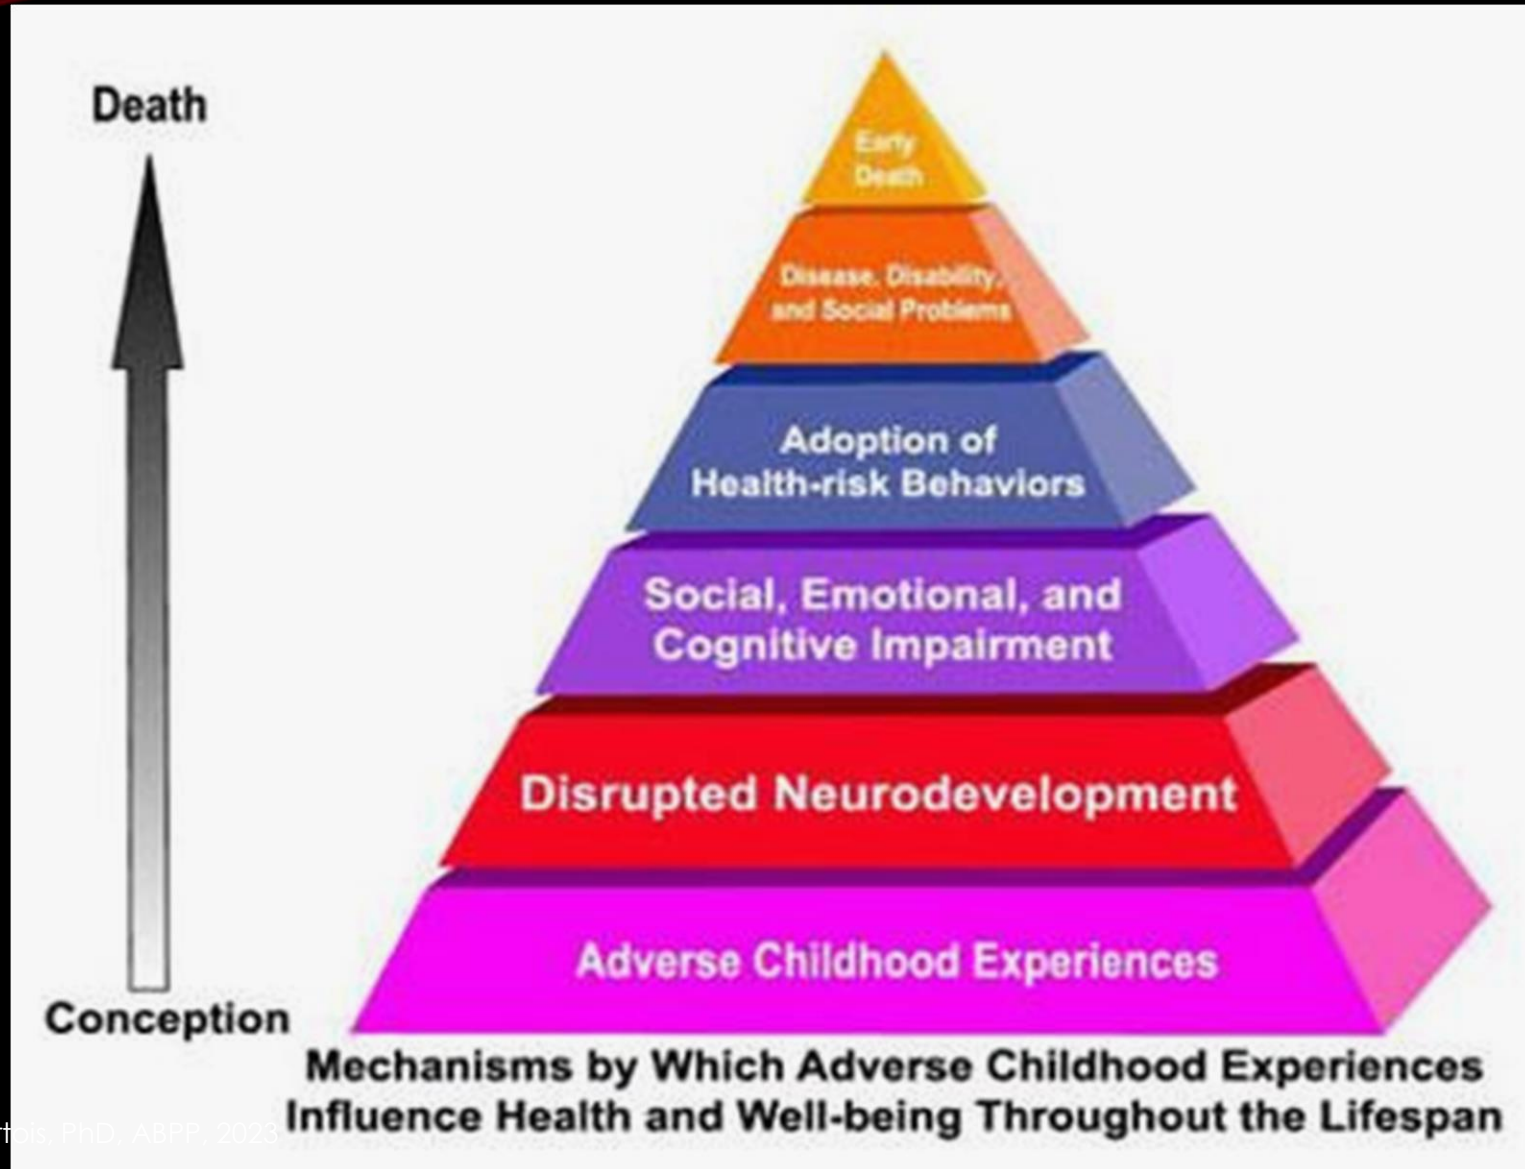 Death
Early
Death
Disease, Disability,
and Social Problems
Adoption of
Health-risk Behaviors
Social, Emotional, and
Cognitive Impairment
Disrupted Neurodevelopment
Adverse Childhood Experiences
Conception
Mechanisms by Which Adverse Childhood Experiences
Influence Health and Well-being Throughout the Lifespan
PhD, ABPP, 2023